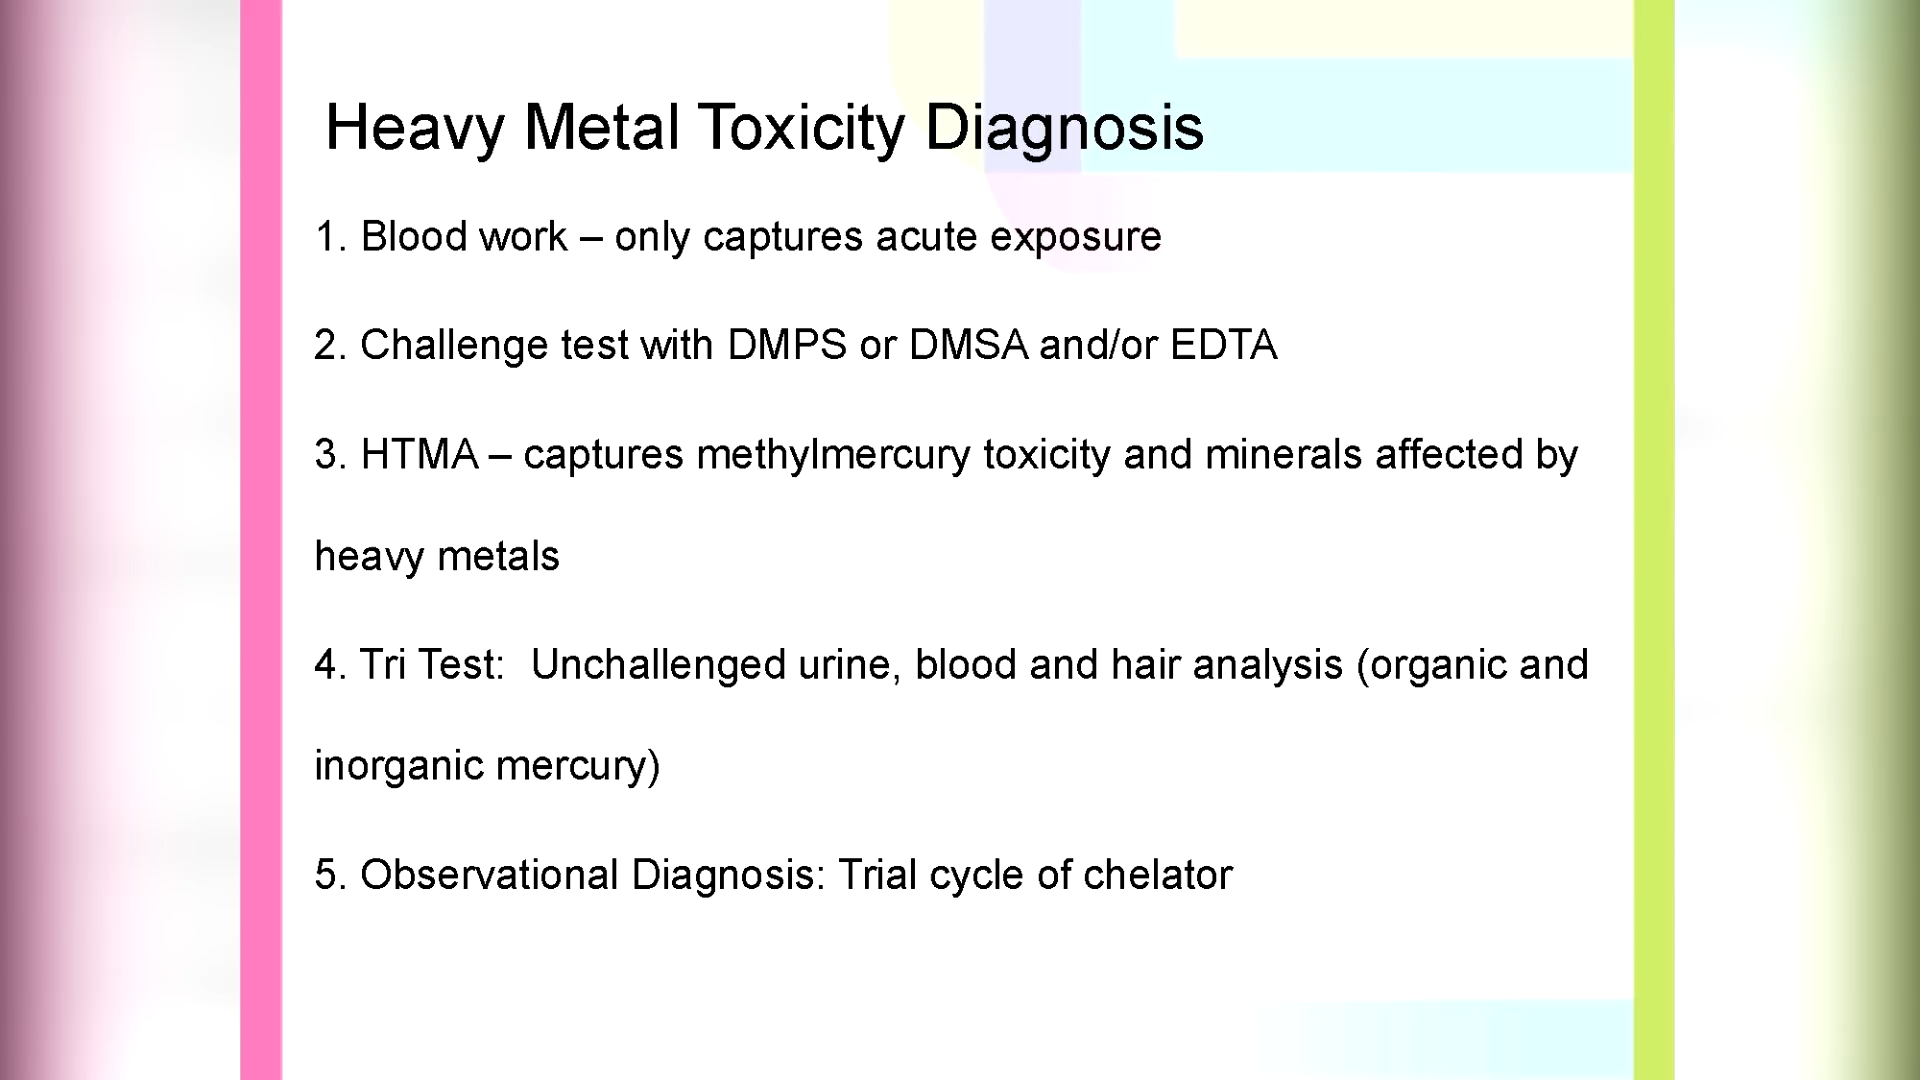 Heavy Metal Toxicity Diagnosis
1. Blood work – only captures acute exposure
2. Challenge test with DMPS or DMSA and/or EDTA
3. HTMA – captures methylmercury toxicity and minerals affected by
heavy metals
4. Tri Test:  Unchallenged urine, blood and hair analysis (organic and
inorganic mercury)
5. Observational Diagnosis: Trial cycle of chelator